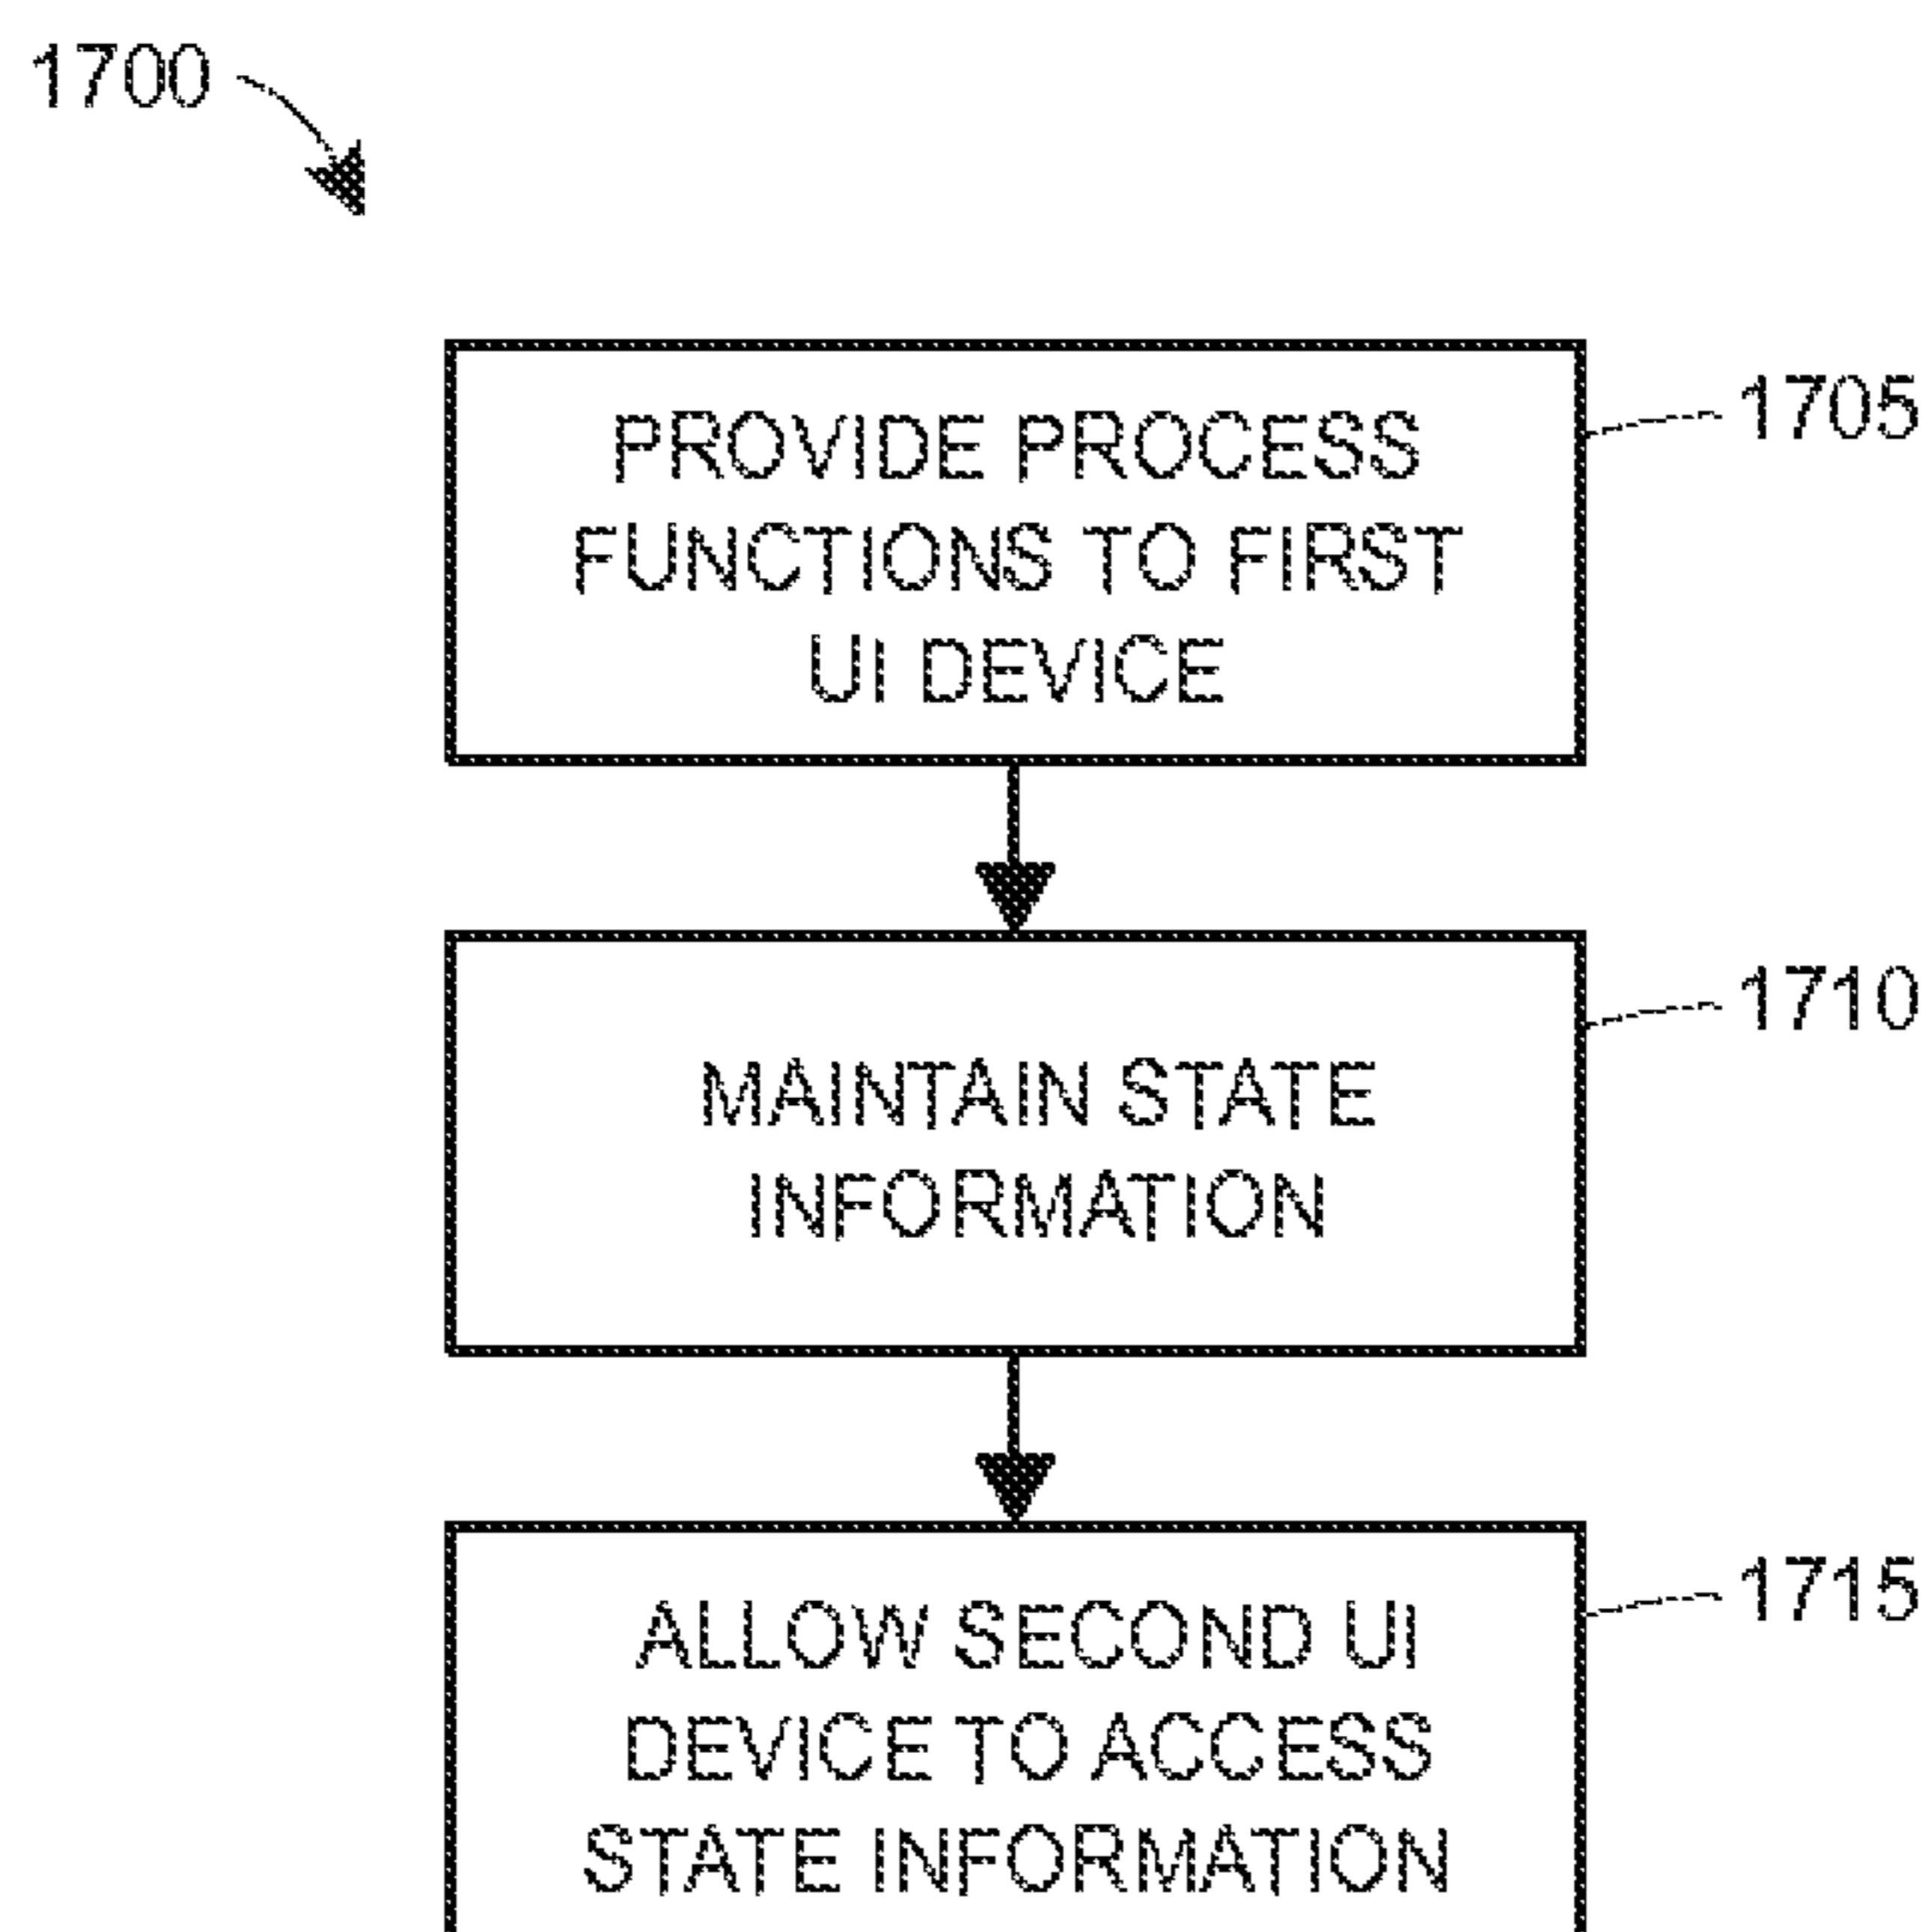 1700
PROVIDE PROCESS
FUNCTIONS TO FIRST
UI DEVICE
1705
MAINTAIN STATE
INFORMATION
1710
ALLOW SECOND UI
DEVICE TO ACCESS
STATE INFORMATION
1715